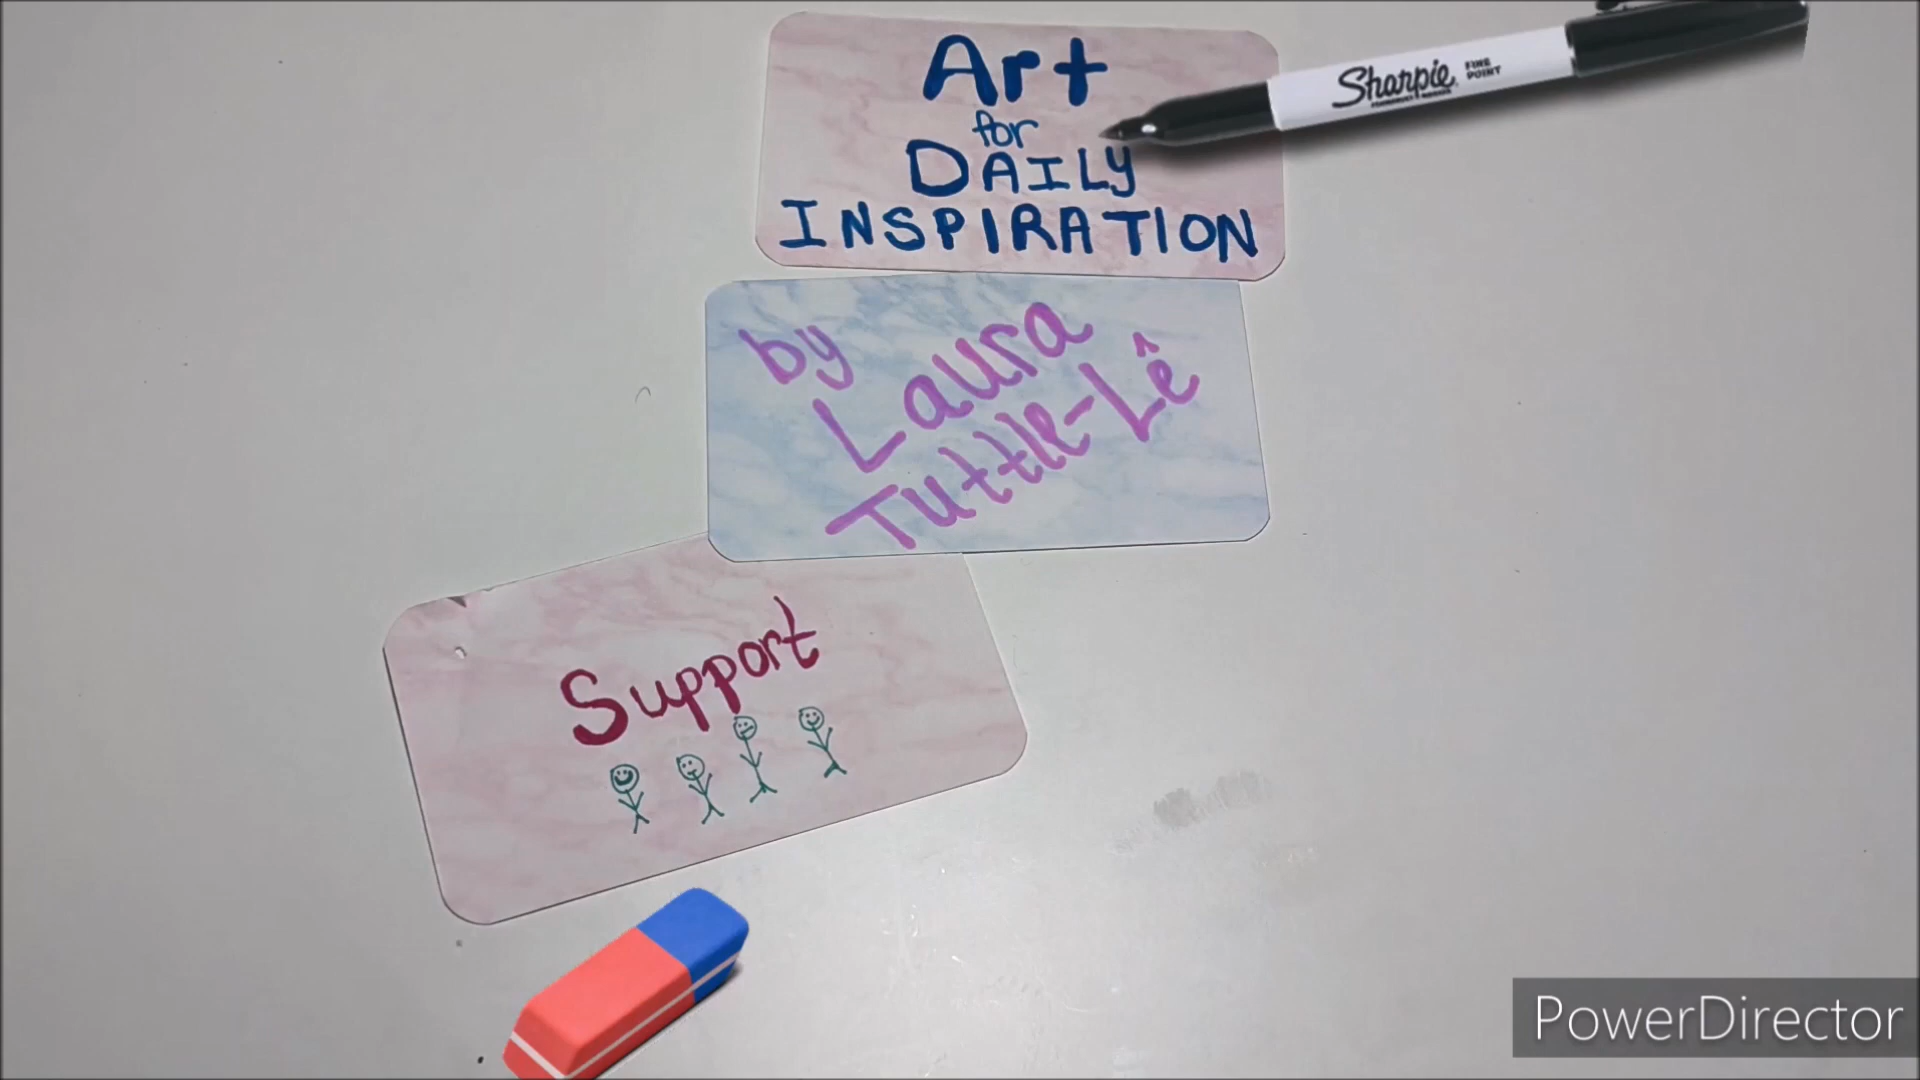 Art
for
DAILY
INSPIRATION
Sharpie
FINE
POINT
by
Laura
Tuttle-Lê
Support
PowerDirector